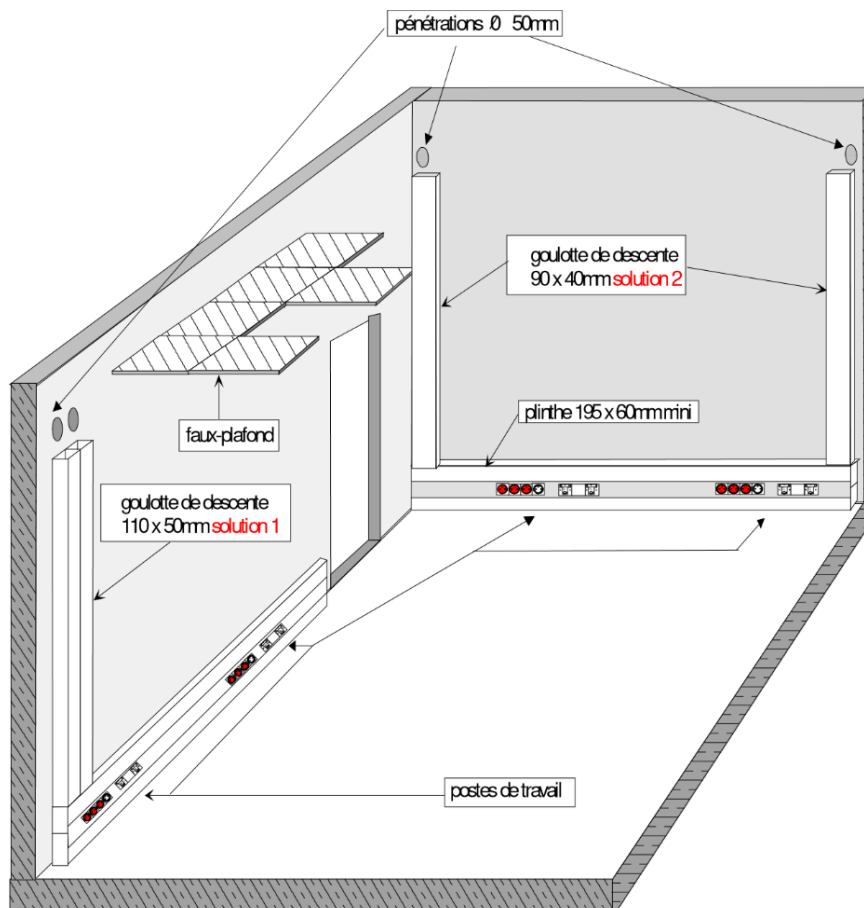 pénétrations Ø 50mm
goulotte de descente
90 x 40mm solution 2
plinthe 195 x 60mm mini
faux-plafond
goulotte de descente
110 x 50mm solution 1
postes de travail